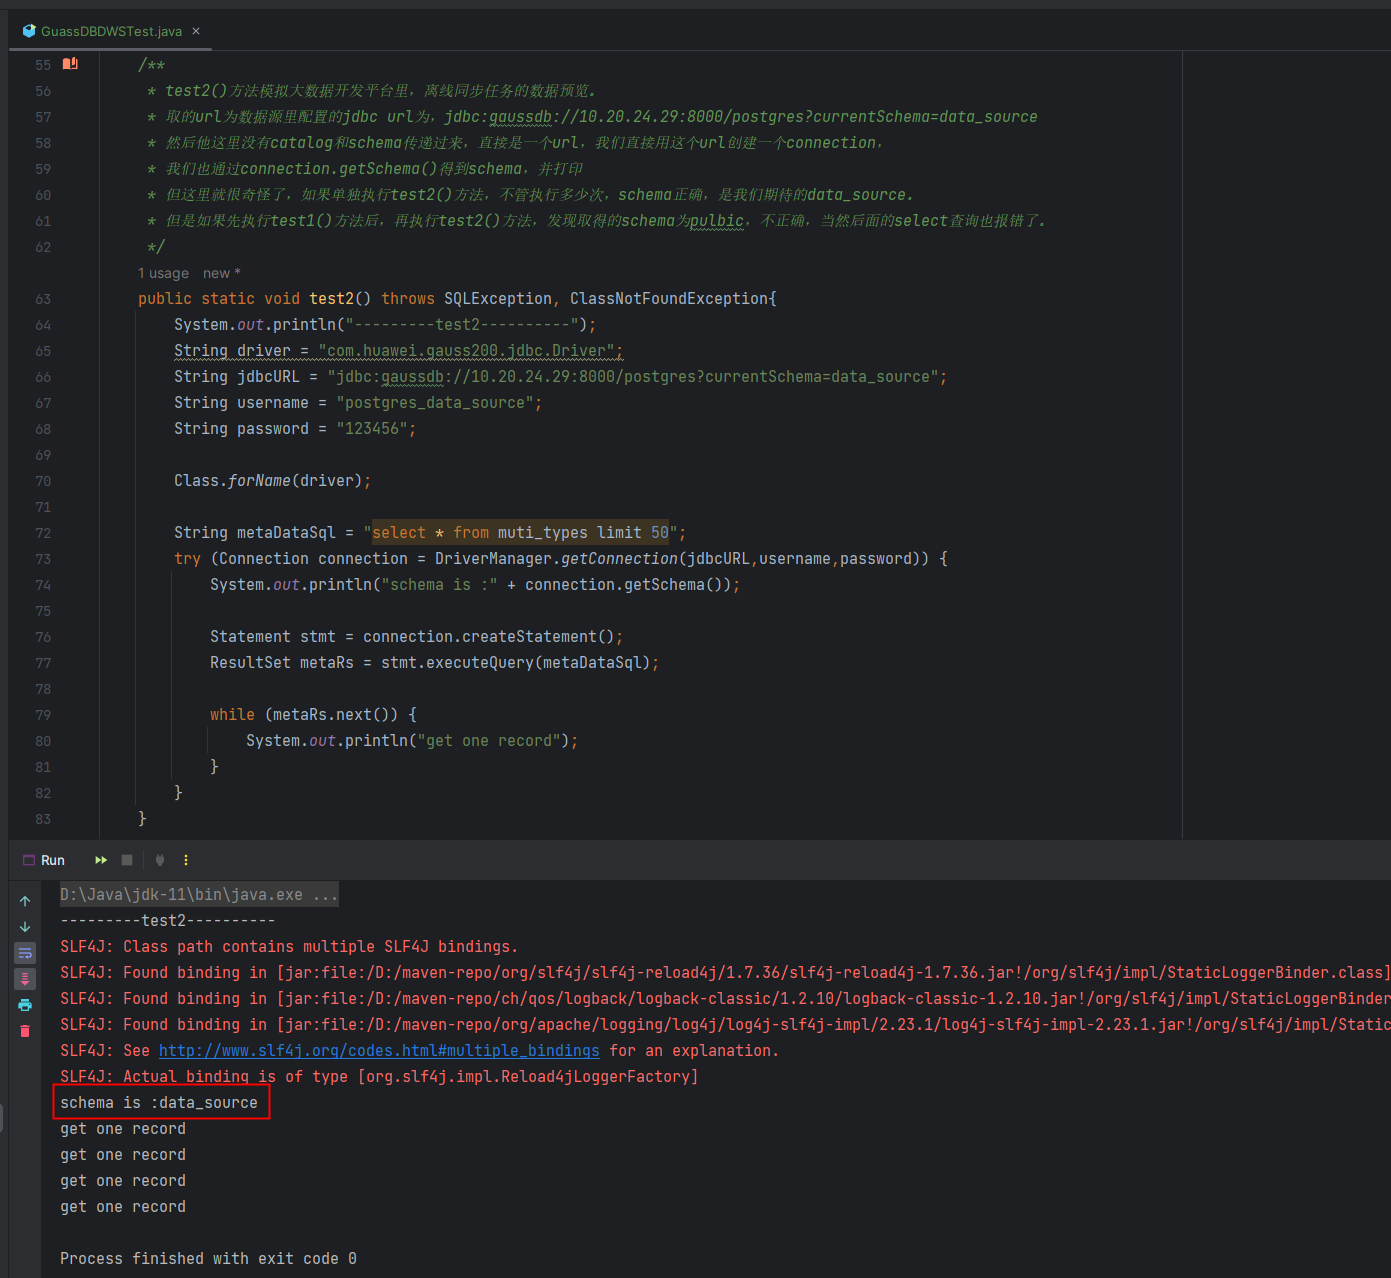 GuassDBDWSTest.java
55 /**
56 * test2()方法模拟大数据开发平台里，离线同步任务的数据预览.
57 * 取的url为数据源里配置的jdbc url为，jdbc:gaussdb://10.20.24.29:8000/postgres?currentSchema=data_source
58 * 然后他这里没有catalog和schema传递过来，直接是一个url，我们直接用这个url创建一个connection，
59 * 我们也通过connection.getSchema()得到schema，并打印
60 * 但这里就很奇怪了，如果单独执行test2()方法，不管执行多少次，schema正确，是我们期待的data_source.
61 * 但是如果先执行test1()方法后，再执行test2()方法，发现取得的schema为pulbic，不正确，当然后面的select查询也报错了.
62 */
1 usage new *
63 public static void test2() throws SQLException, ClassNotFoundException{
64 System.out.println("---------test2----------");
65 String driver = "com.huawei.gauss200.jdbc.Driver";
66 String jdbcURL = "jdbc:gaussdb://10.20.24.29:8000/postgres?currentSchema=data_source";
67 String username = "postgres_data_source";
68 String password = "123456";
69
70 Class.forName(driver);
71
72 String metaDataSql = "select * from muti_types limit 50";
73 try (Connection connection = DriverManager.getConnection(jdbcURL,username,password)) {
74 System.out.println("schema is :" + connection.getSchema());
75
76 Statement stmt = connection.createStatement();
77 ResultSet metaRs = stmt.executeQuery(metaDataSql);
78
79 while (metaRs.next()) {
80 System.out.println("get one record");
81 }
82 }
83 }
Run
D:\Java\jdk-11\bin\java.exe ...
---------test2----------
SLF4J: Class path contains multiple SLF4J bindings.
SLF4J: Found binding in [jar:file:/D:/maven-repo/org/slf4j/slf4j-reload4j/1.7.36/slf4j-reload4j-1.7.36.jar!/org/slf4j/impl/StaticLoggerBinder.class]
SLF4J: Found binding in [jar:file:/D:/maven-repo/ch/qos/logback/logback-classic/1.2.10/logback-classic-1.2.10.jar!/org/slf4j/impl/StaticLoggerBinder
SLF4J: Found binding in [jar:file:/D:/maven-repo/org/apache/logging/log4j/log4j-slf4j-impl/2.23.1/log4j-slf4j-impl-2.23.1.jar!/org/slf4j/impl/Static
SLF4J: See http://www.slf4j.org/codes.html#multiple_bindings for an explanation.
SLF4J: Actual binding is of type [org.slf4j.impl.Reload4jLoggerFactory]
schema is :data_source
get one record
get one record
get one record
get one record
Process finished with exit code 0